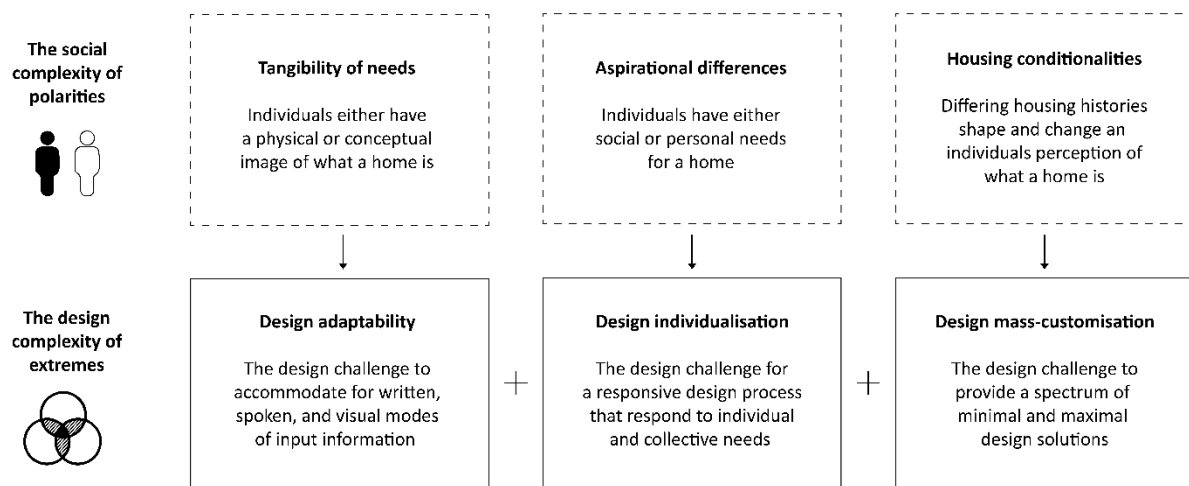 The social
complexity of
polarities
Tangibility of needs
Individuals either have
a physical or conceptual
image of what a home is
Aspirational differences
Individuals have either
social or personal needs
for a home
Housing conditionalities
Differing housing histories
shape and change an
individuals perception of
what a home is
The design
complexity of
extremes
Design adaptability
The design challenge to
accommodate for written,
spoken, and visual modes
of input information
+
Design individualisation
The design challenge for
a responsive design process
that respond to individual
and collective needs
+
Design mass-customisation
The design challenge to
provide a spectrum of
minimal and maximal
design solutions